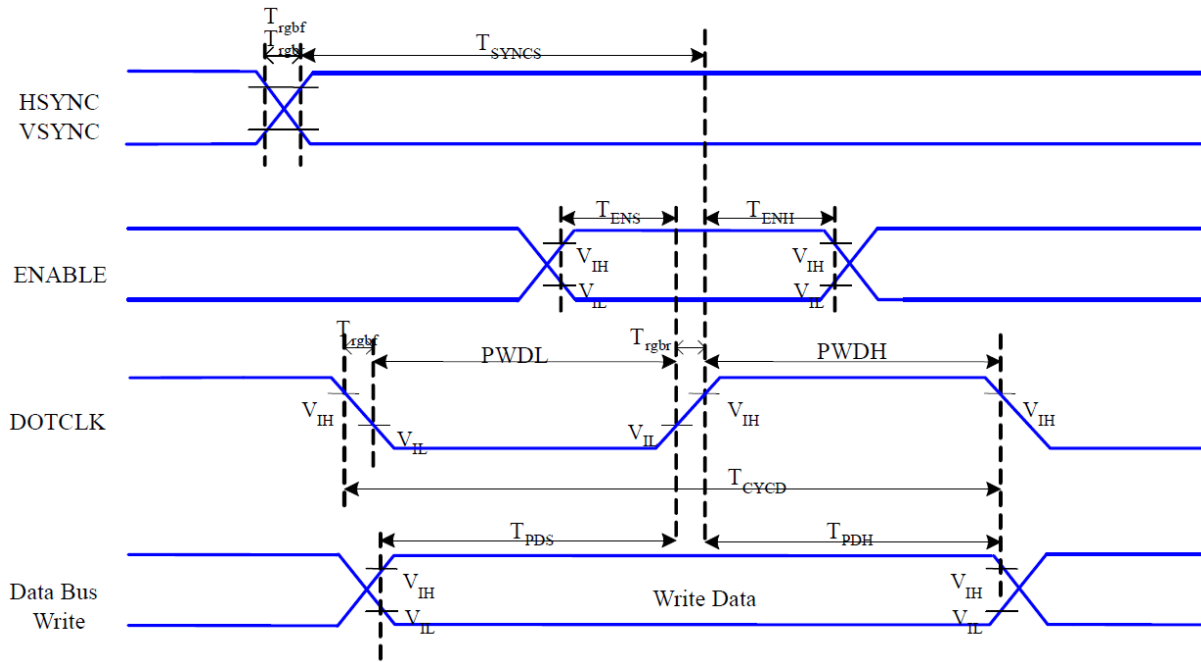 Trgbf
Trgbr
TSYNCS
HSYNC
VSYNC
TENS
TENH
ENABLE
VIH
VIH
VIL
VIL
Trgbf
PWDL
Trgbr
PWDH
DOTCLK
VIH
VIL
VIL
VIH
VIH
TCYCD
TPDS
TPDH
Data Bus
Write
VIH
Write Data
VIH
VIL
VIL